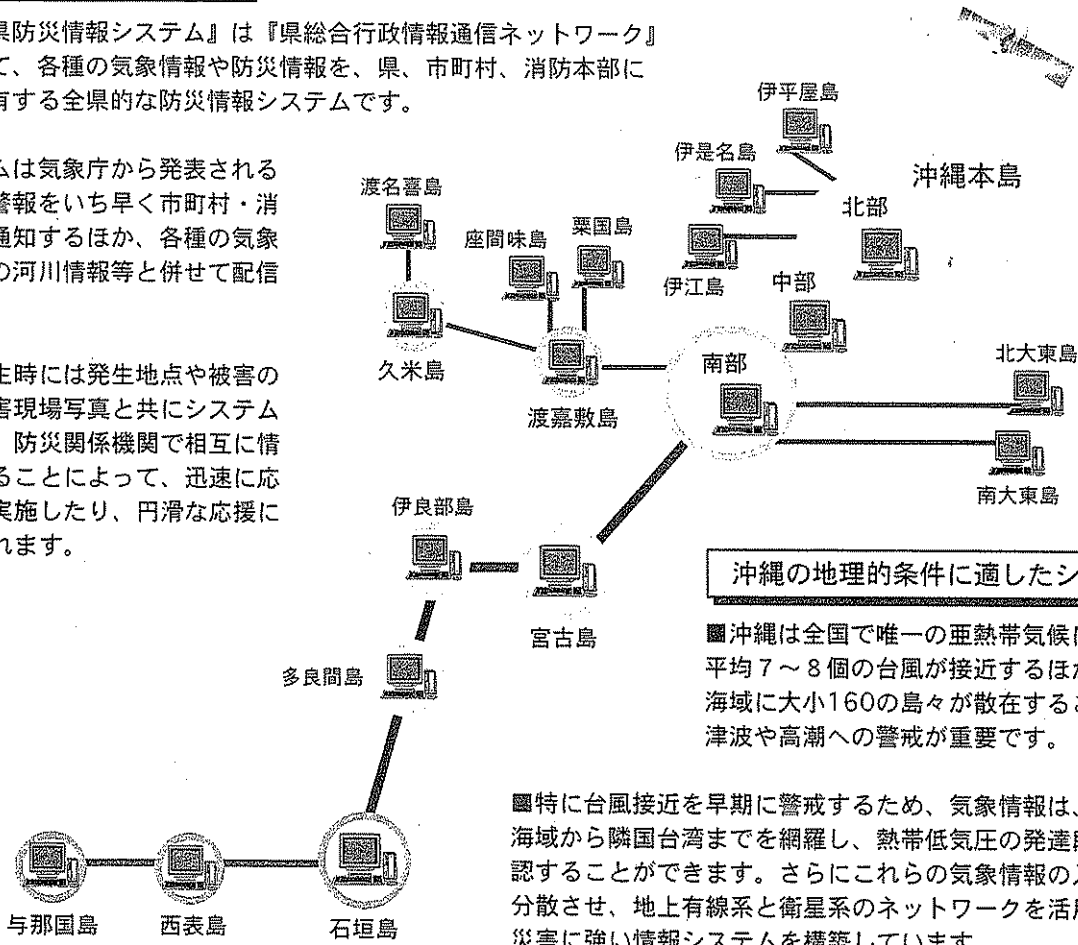 県防災情報システム』は『県総合行政情報通信ネットワーク』
て、各種の気象情報や防災情報を、県、市町村、消防本部に
有する全県的な防災情報システムです。
ムは気象庁から発表される
警報をいち早く市町村・消
通知するほか、各種の気象
の河川情報等と併せて配信
生時には発生地点や被害の
害現場写真と共にシステム
、防災関係機関で相互に情
ることによって、迅速に応
実施したり、円滑な応援に
れます。
伊平屋島
伊是名島
沖縄本島
渡名喜島
北部
座間味島
粟国島
伊江島
中部
久米島
南部
北大東島
渡嘉敷島
南大東島
伊良部島
宮古島
多良間島
与那国島
西表島
石垣島
沖縄の地理的条件に適したシ
■沖縄は全国で唯一の亜熱帯気候
平均７～８個の台風が接近するほか
海域に大小160の島々が散在する
津波や高潮への警戒が重要です。
■特に台風接近を早期に警戒するため、気象情報は、
海域から隣国台湾までを網羅し、熱帯低気圧の発達
認することができます。さらにこれらの気象情報の
分散させ、地上有線系と衛星系のネットワークを活
災害に強い情報システムを構築しています。